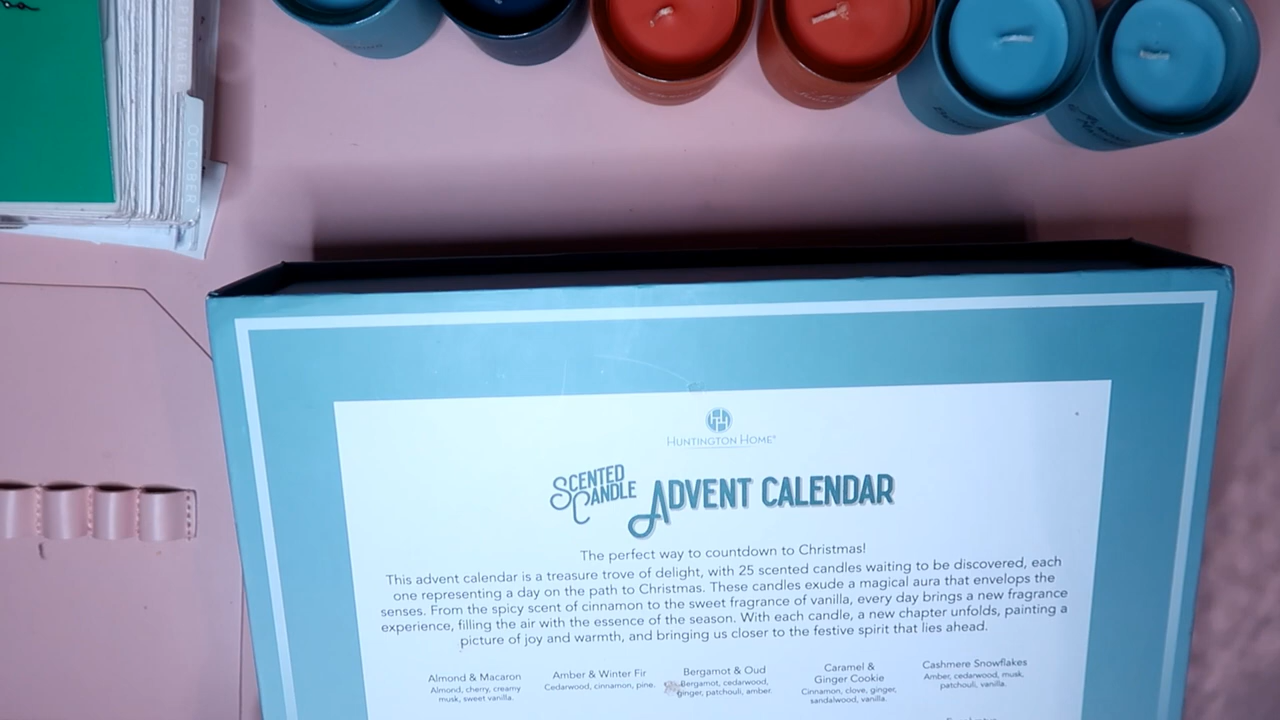 OCTOBER
HH
HUNTINGTON HOME®
SCENTED
CANDLE
ADVENT CALENDAR
The perfect way to countdown to Christmas!
This advent calendar is a treasure trove of delight, with 25 scented candles waiting to be discovered, each
one representing a day on the path to Christmas. These candles exude a magical aura that envelops the
senses. From the spicy scent of cinnamon to the sweet fragrance of vanilla, every day brings a new fragrance
experience, filling the air with the essence of the season. With each candle, a new chapter unfolds, painting a
picture of joy and warmth, and bringing us closer to the festive spirit that lies ahead.
Almond & Macaron
Almond, cherry, creamy
musk, sweet vanilla.
Amber & Winter Fir
Cedarwood, cinnamon, pine.
Bergamot & Oud
Bergamot, cedarwood,
ginger, patchouli, amber.
Caramel &
Ginger Cookie
Cinnamon, clove, ginger,
sandalwood, vanilla.
Cashmere Snowflakes
Amber, cedarwood, musk,
patchouli, vanilla.